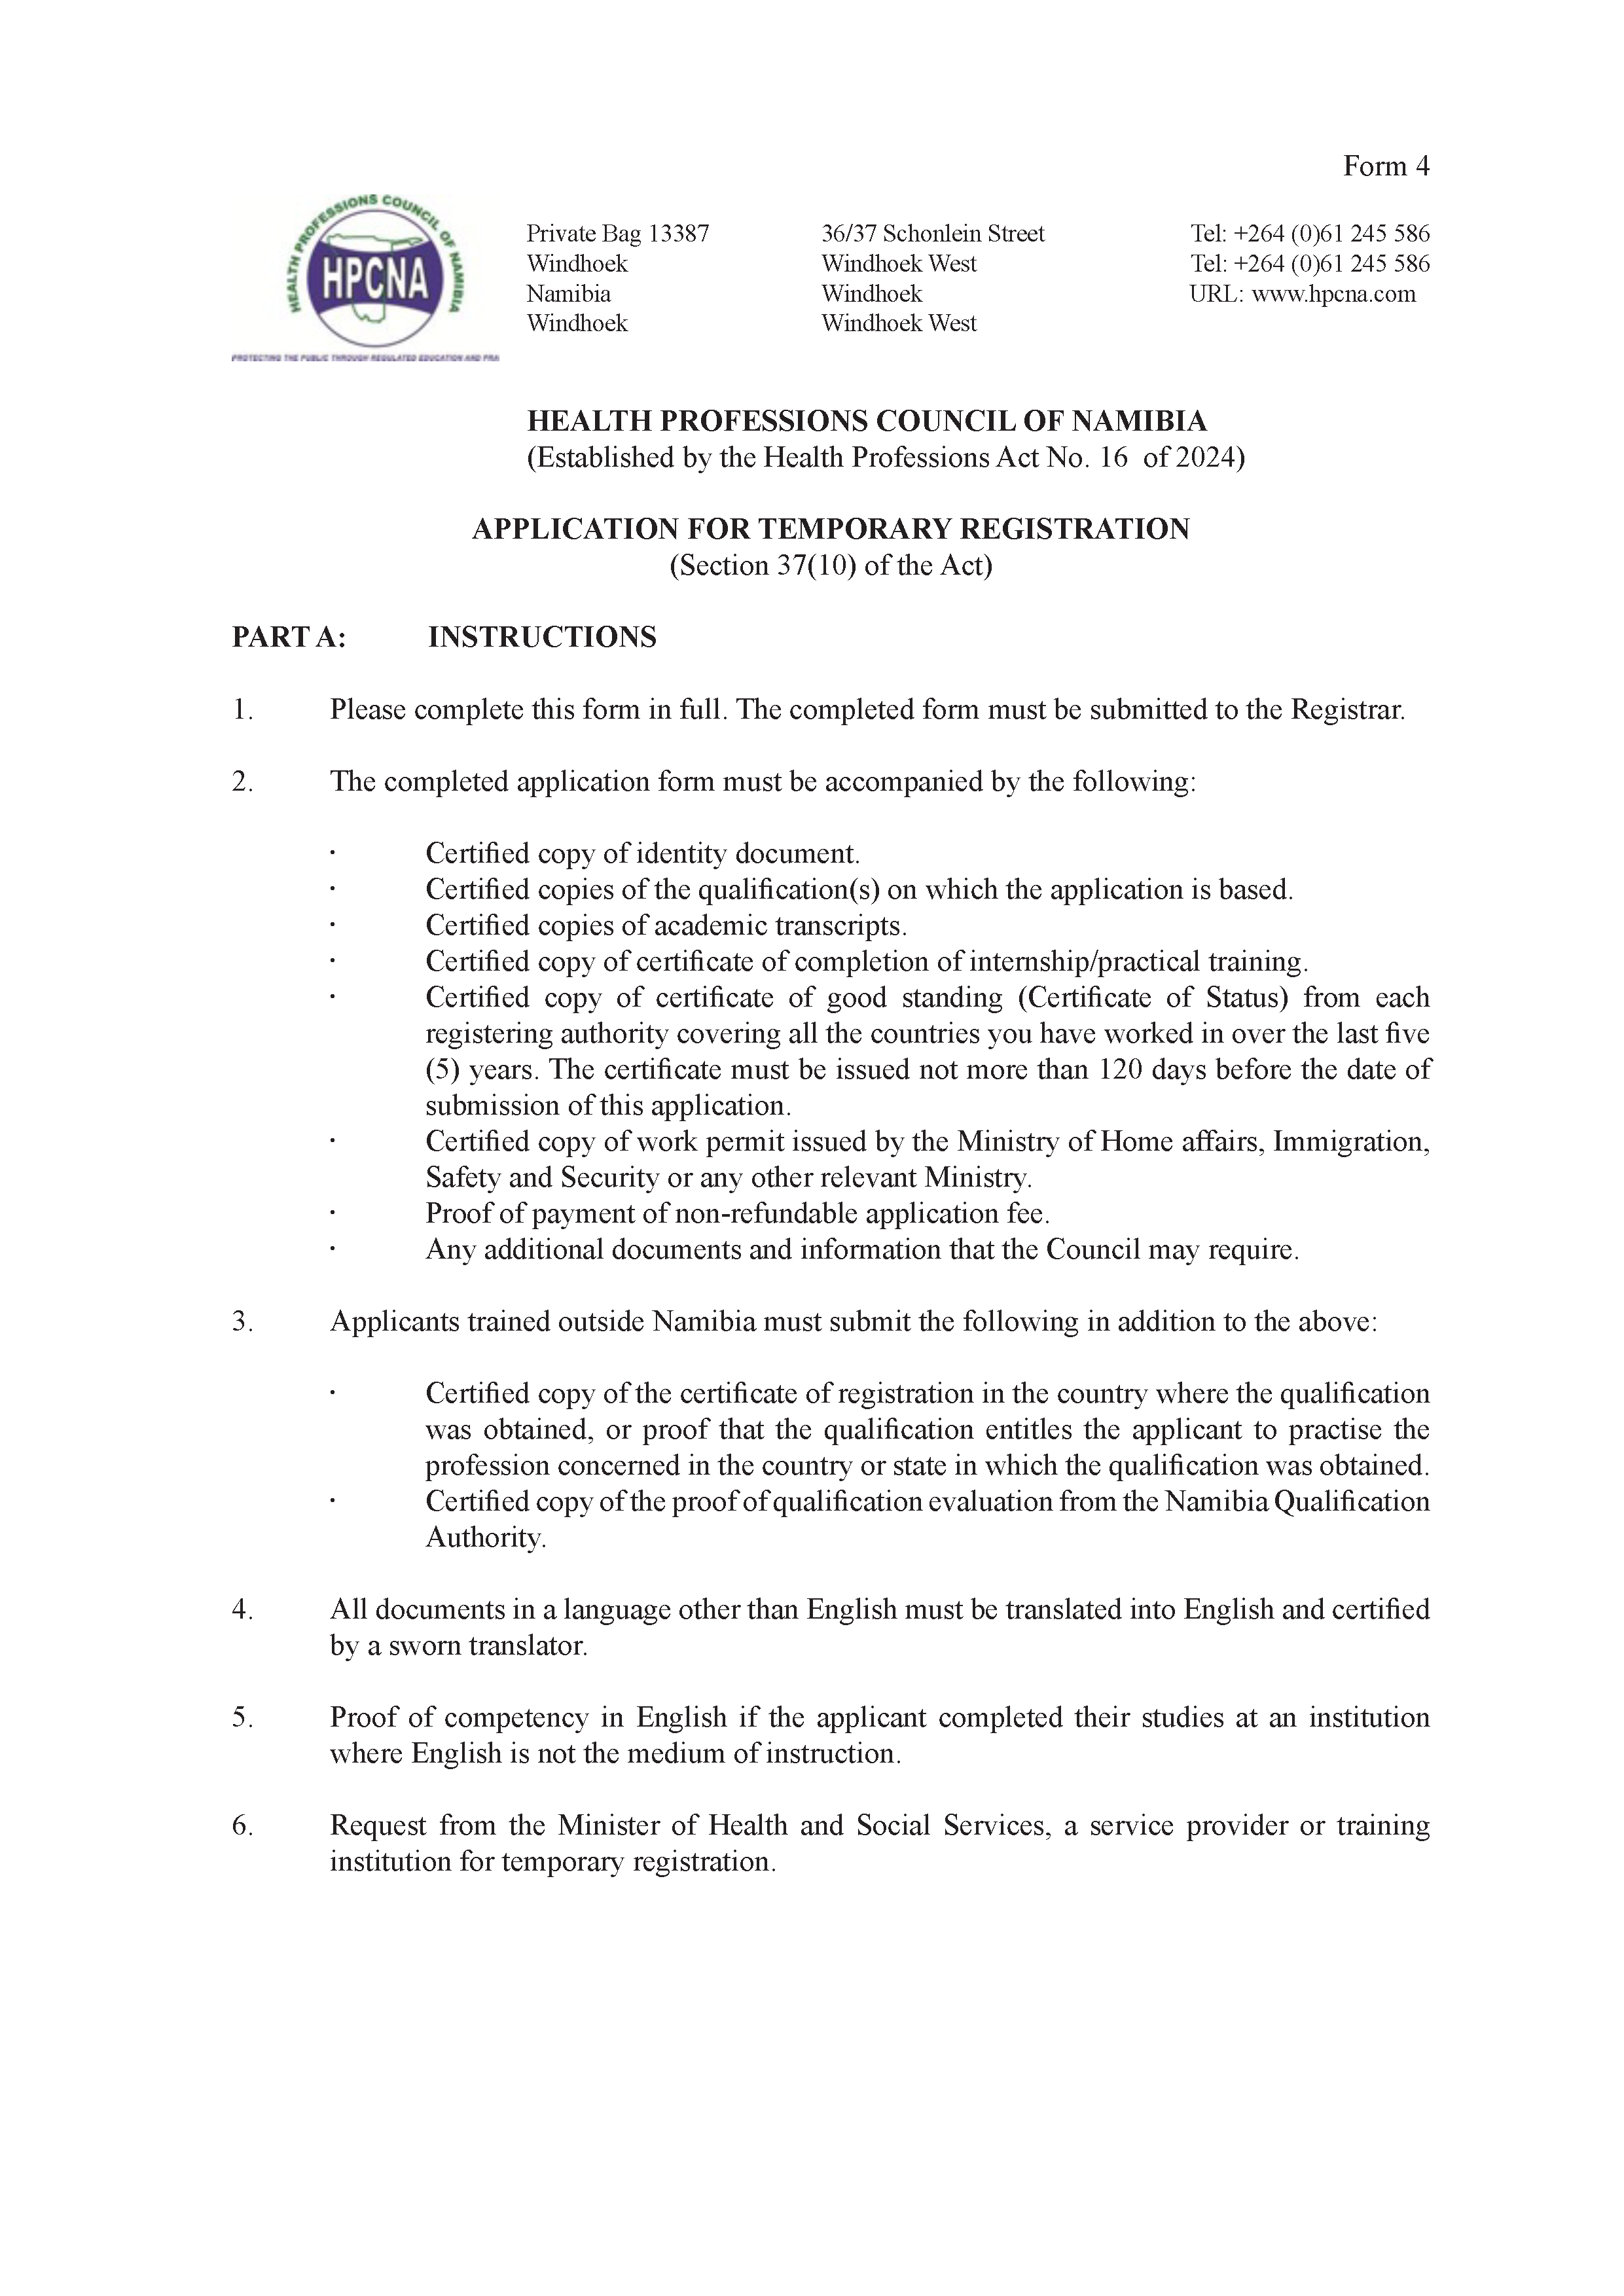 Form 4
HEALTH PROFESSIONS COUNCIL OF NAMIBIA
HPCNA
PROTECTING THE PUBLIC THROUGH REGULATED EDUCATION AND PRA
Private Bag 13387 36/37 Schonlein Street Tel: +264 (0)61 245 586
Windhoek Windhoek West Tel: +264 (0)61 245 586
Namibia Windhoek URL: www.hpcna.com
Windhoek Windhoek West
HEALTH PROFESSIONS COUNCIL OF NAMIBIA
(Established by the Health Professions Act No. 16 of 2024)
APPLICATION FOR TEMPORARY REGISTRATION
(Section 37(10) of the Act)
PART A: INSTRUCTIONS
1. Please complete this form in full. The completed form must be submitted to the Registrar.
2. The completed application form must be accompanied by the following:
· Certified copy of identity document.
· Certified copies of the qualification(s) on which the application is based.
· Certified copies of academic transcripts.
· Certified copy of certificate of completion of internship/practical training.
· Certified copy of certificate of good standing (Certificate of Status) from each
registering authority covering all the countries you have worked in over the last five
(5) years. The certificate must be issued not more than 120 days before the date of
submission of this application.
· Certified copy of work permit issued by the Ministry of Home affairs, Immigration,
Safety and Security or any other relevant Ministry.
· Proof of payment of non-refundable application fee.
· Any additional documents and information that the Council may require.
3. Applicants trained outside Namibia must submit the following in addition to the above:
· Certified copy of the certificate of registration in the country where the qualification
was obtained, or proof that the qualification entitles the applicant to practise the
profession concerned in the country or state in which the qualification was obtained.
· Certified copy of the proof of qualification evaluation from the Namibia Qualification
Authority.
4. All documents in a language other than English must be translated into English and certified
by a sworn translator.
5. Proof of competency in English if the applicant completed their studies at an institution
where English is not the medium of instruction.
6. Request from the Minister of Health and Social Services, a service provider or training
institution for temporary registration.